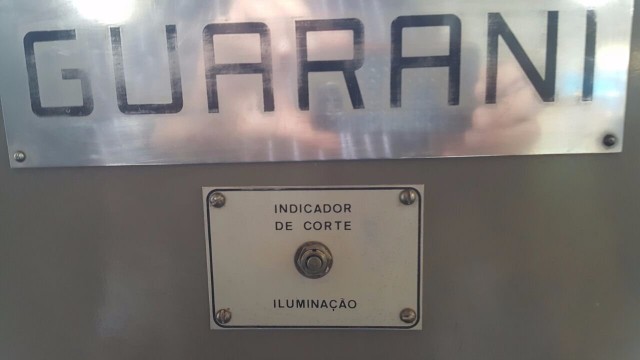 GUARANI
INDICADOR
DE CORTE
ILUMINAÇÃO